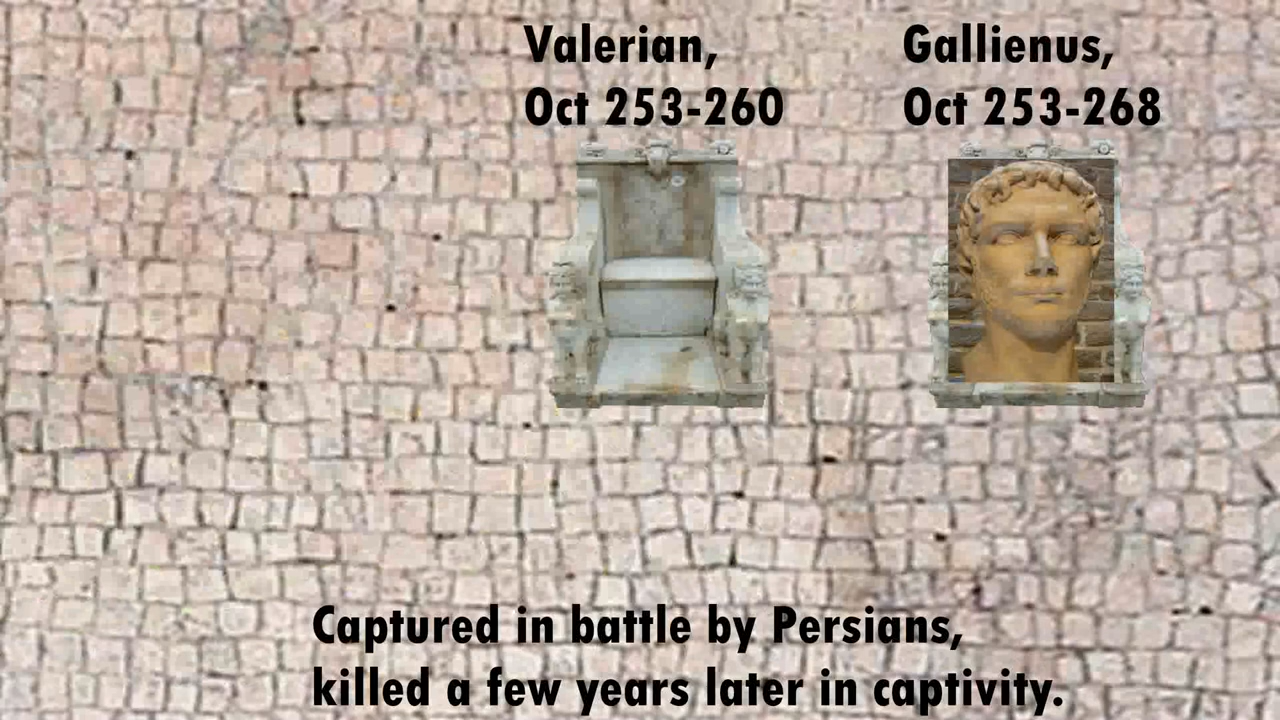 Valerian,
Oct 253-260
Gallienus,
Oct 253-268
Captured in battle by Persians,
killed a few years later in captivity.